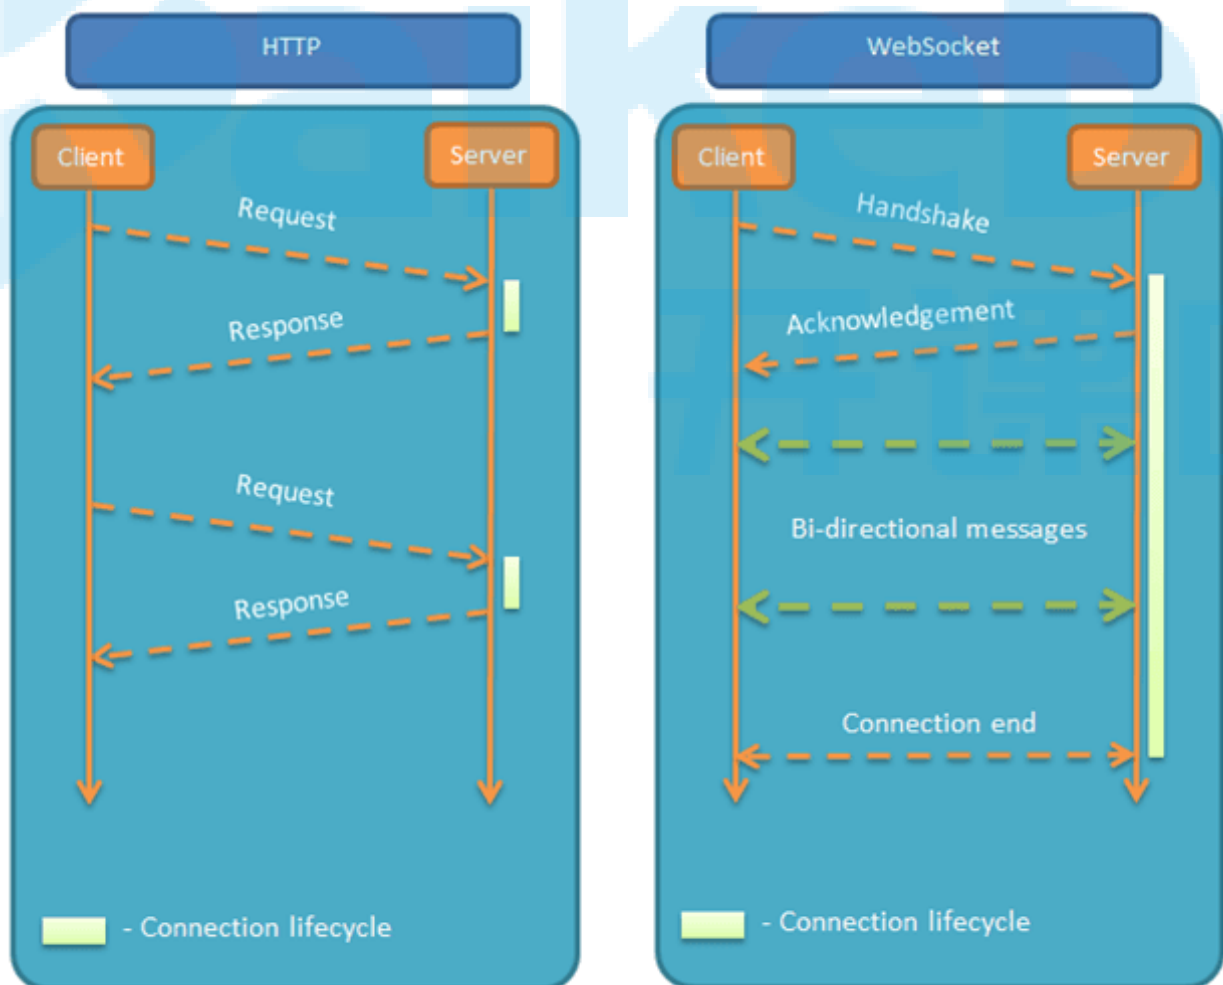 HTTP
Client
Server
Request
Response
Request
Response
- Connection lifecycle
WebSocket
Client
Server
Handshake
Acknowledgement
Bi-directional messages
Connection end
- Connection lifecycle